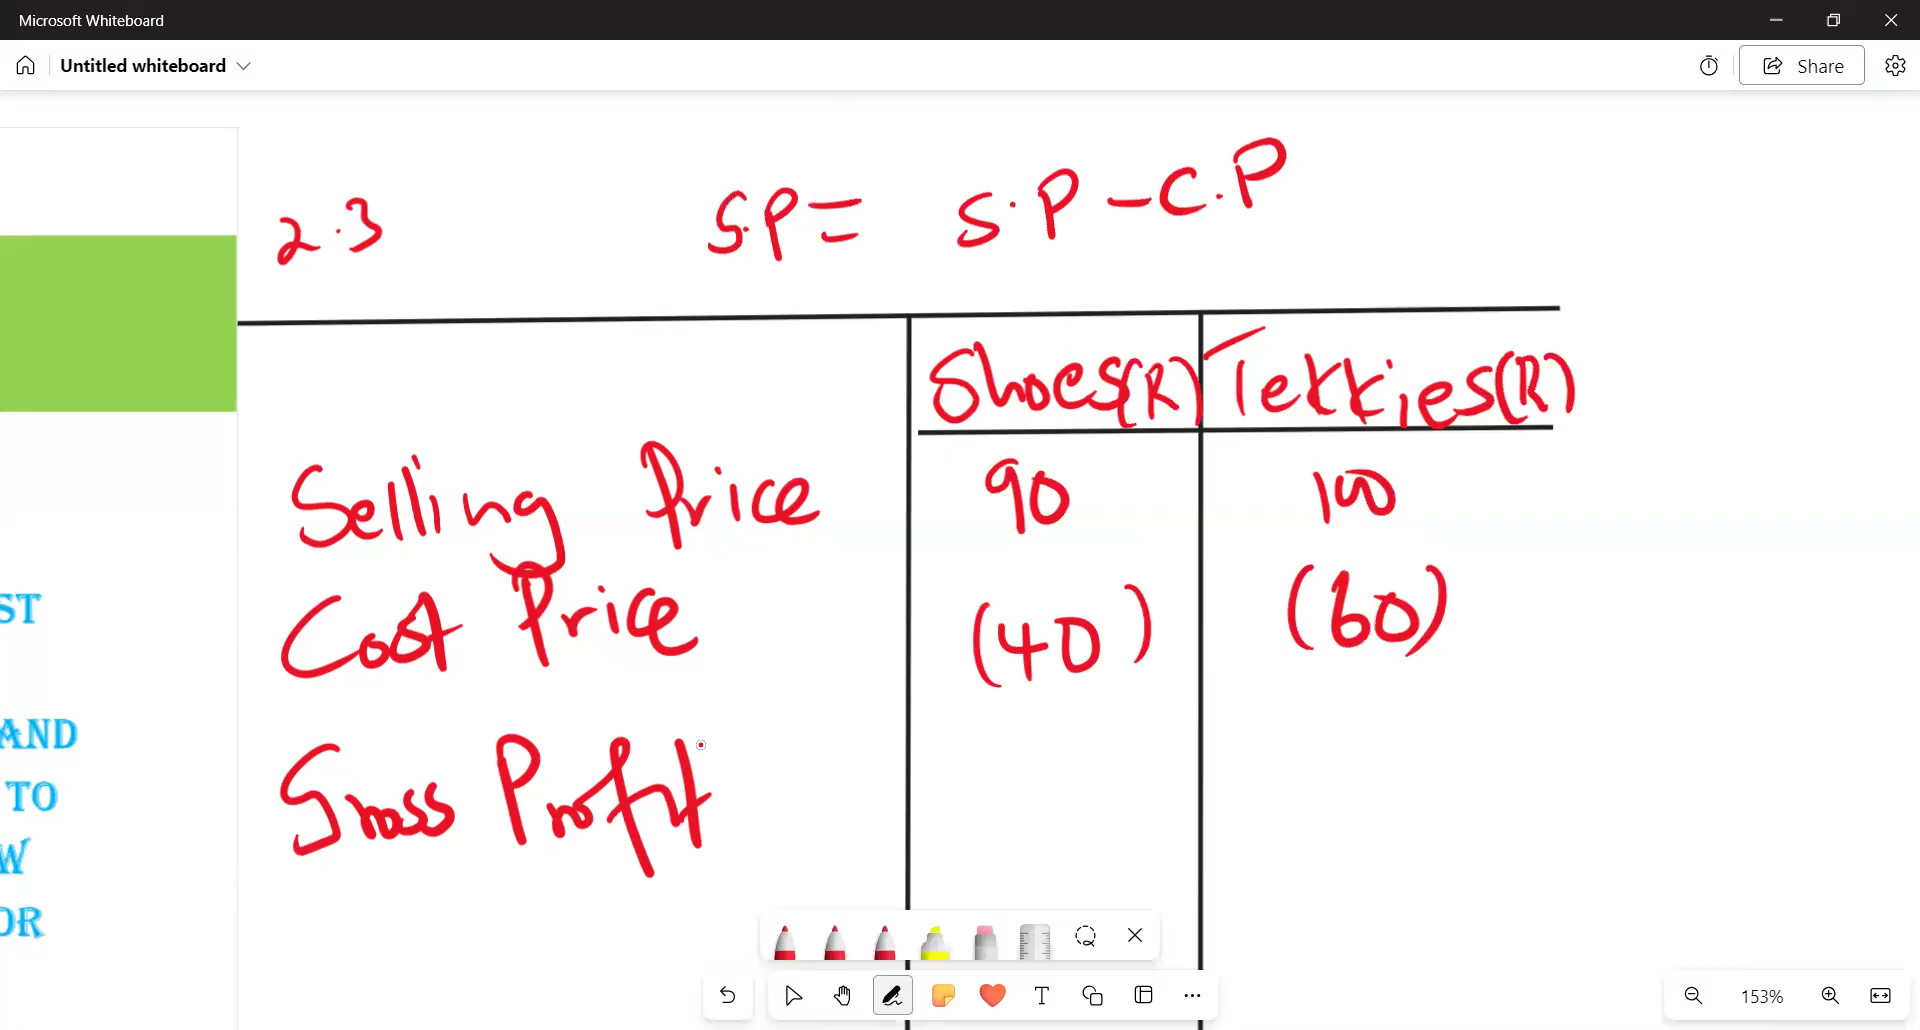 Microsoft Whiteboard
Untitled whiteboard
Share
2.3 S.P= S.P-C.P
Shoes(R) Tekkies(R)
Selling Price 90 100
Cost Price (40) (60)
Gross Profit
ST
AND
TO
W
OR
T
153%